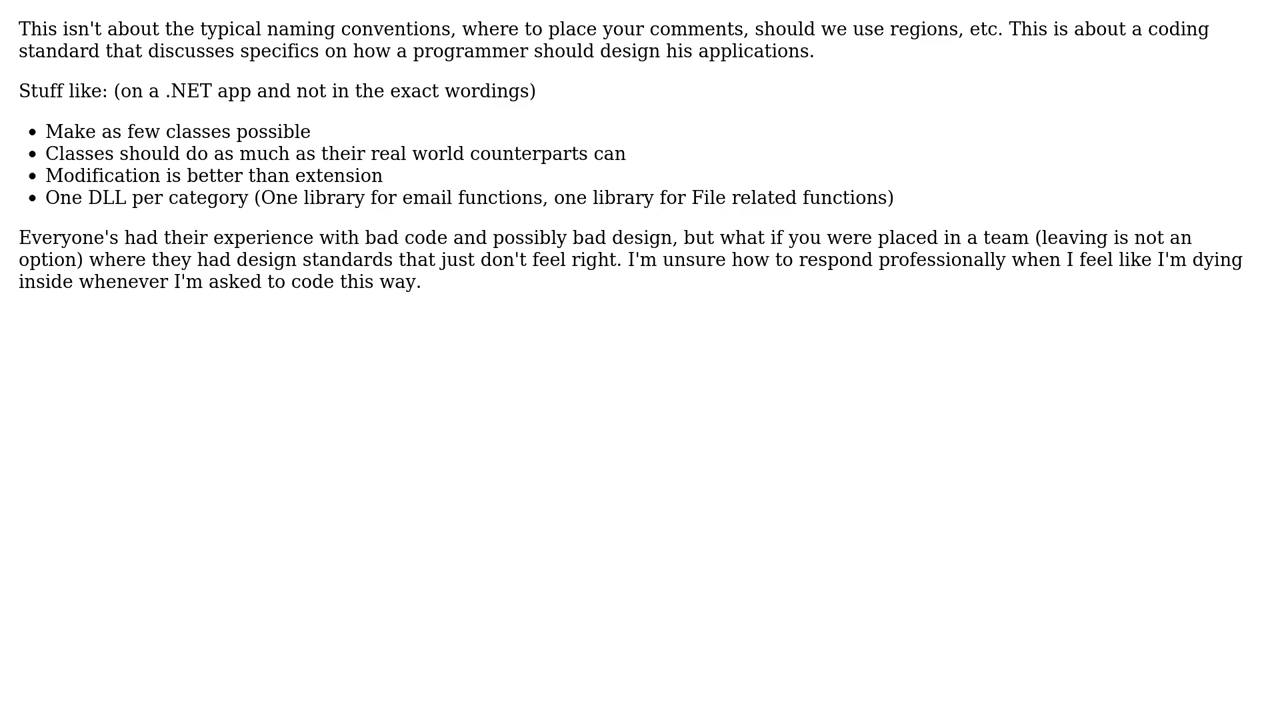 This isn't about the typical naming conventions, where to place your comments, should we use regions, etc. This is about a coding
standard that discusses specifics on how a programmer should design his applications.
Stuff like: (on a .NET app and not in the exact wordings)
• Make as few classes possible
• Classes should do as much as their real world counterparts can
• Modification is better than extension
• One DLL per category (One library for email functions, one library for File related functions)
Everyone's had their experience with bad code and possibly bad design, but what if you were placed in a team (leaving is not an
option) where they had design standards that just don't feel right. I'm unsure how to respond professionally when I feel like I'm dying
inside whenever I'm asked to code this way.